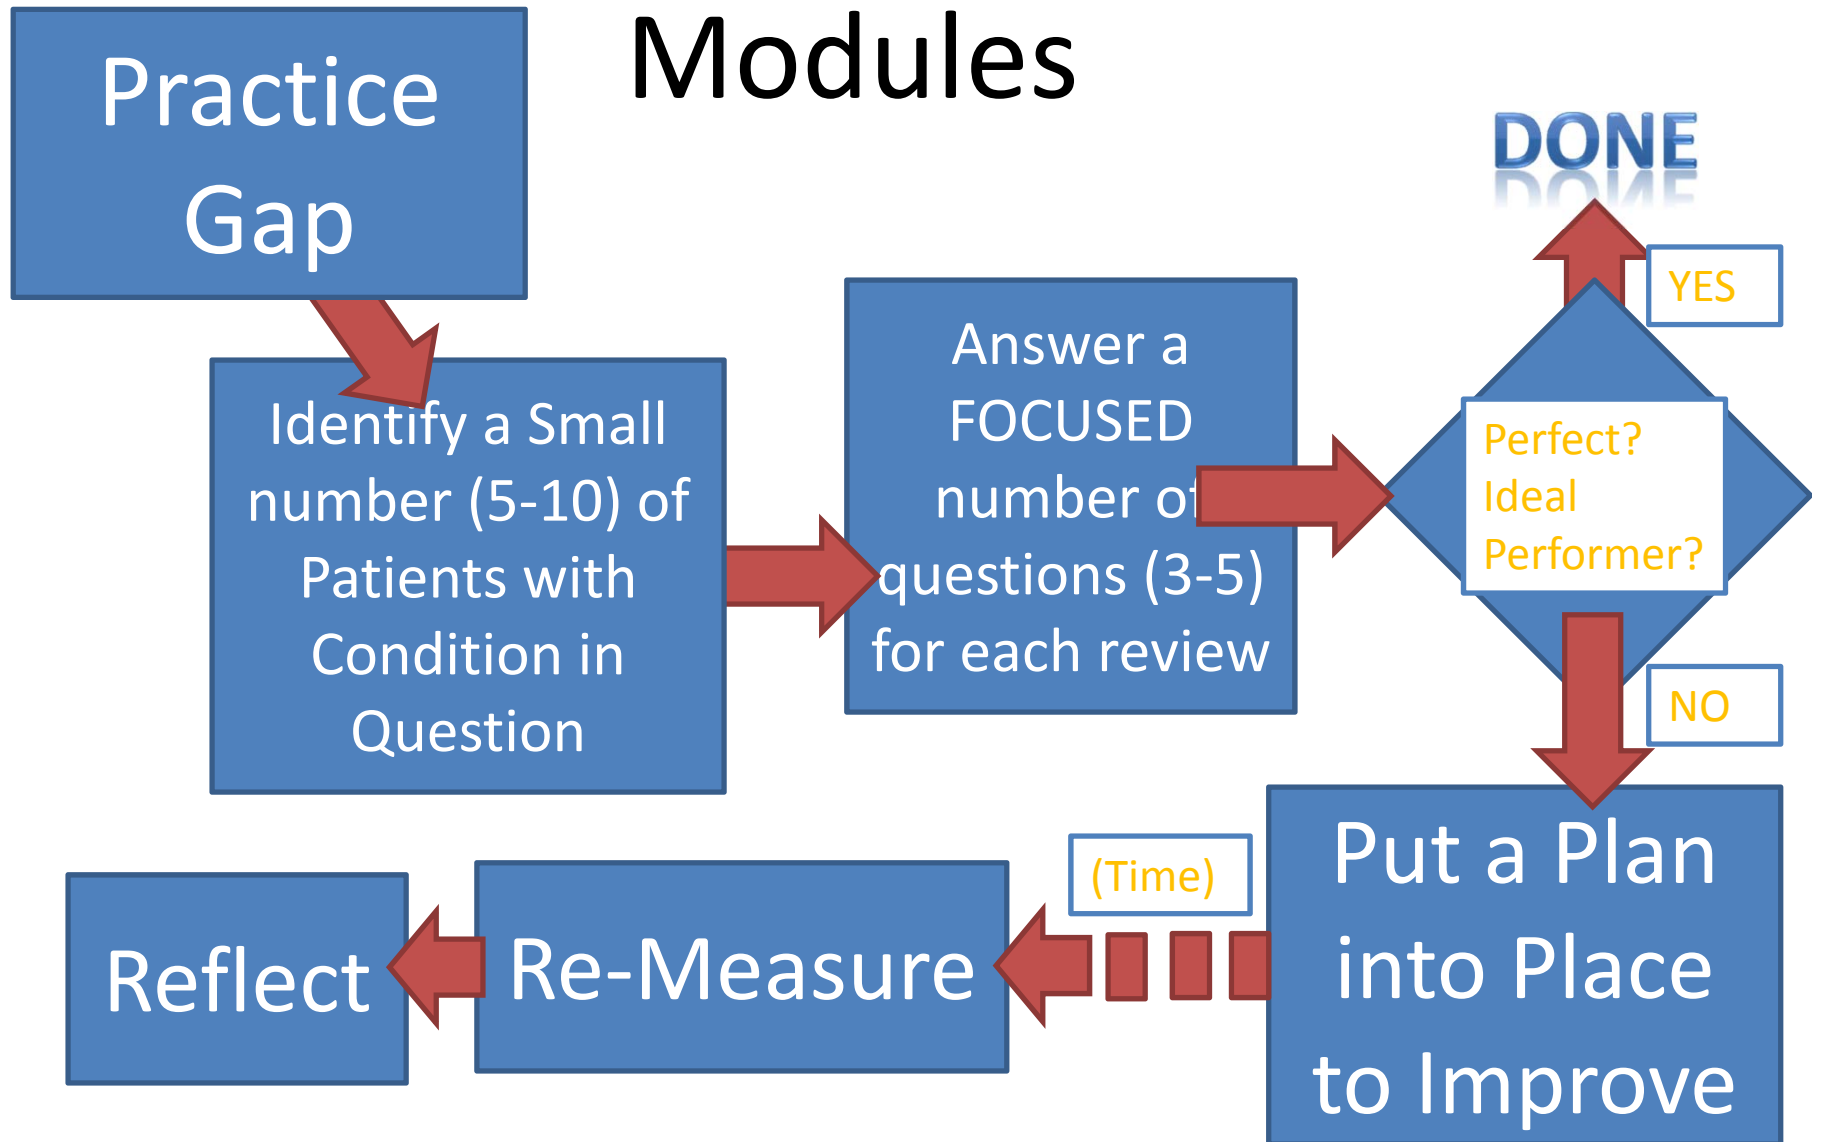 Modules
Practice
Gap
Identify a Small
number (5-10) of
Patients with
Condition in
Question
Answer a
FOCUSED
number of
questions (3-5)
for each review
Perfect?
Ideal
Performer?
YES
DONE
NO
Put a Plan
into Place
to Improve
(Time)
Re-Measure
Reflect